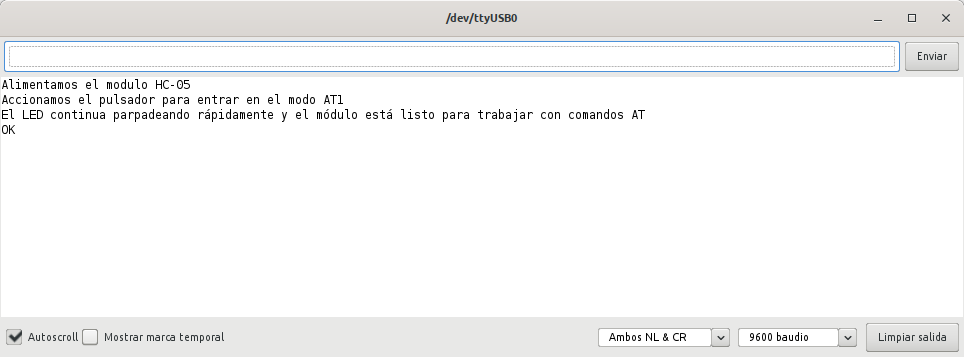 /dev/ttyUSB0
Enviar
Alimentamos el modulo HC-05
Accionamos el pulsador para entrar en el modo AT1
El LED continua parpadeando rápidamente y el módulo está listo para trabajar con comandos AT
OK
Autoscroll Mostrar marca temporal Ambos NL & CR 9600 baudio Limpiar salida